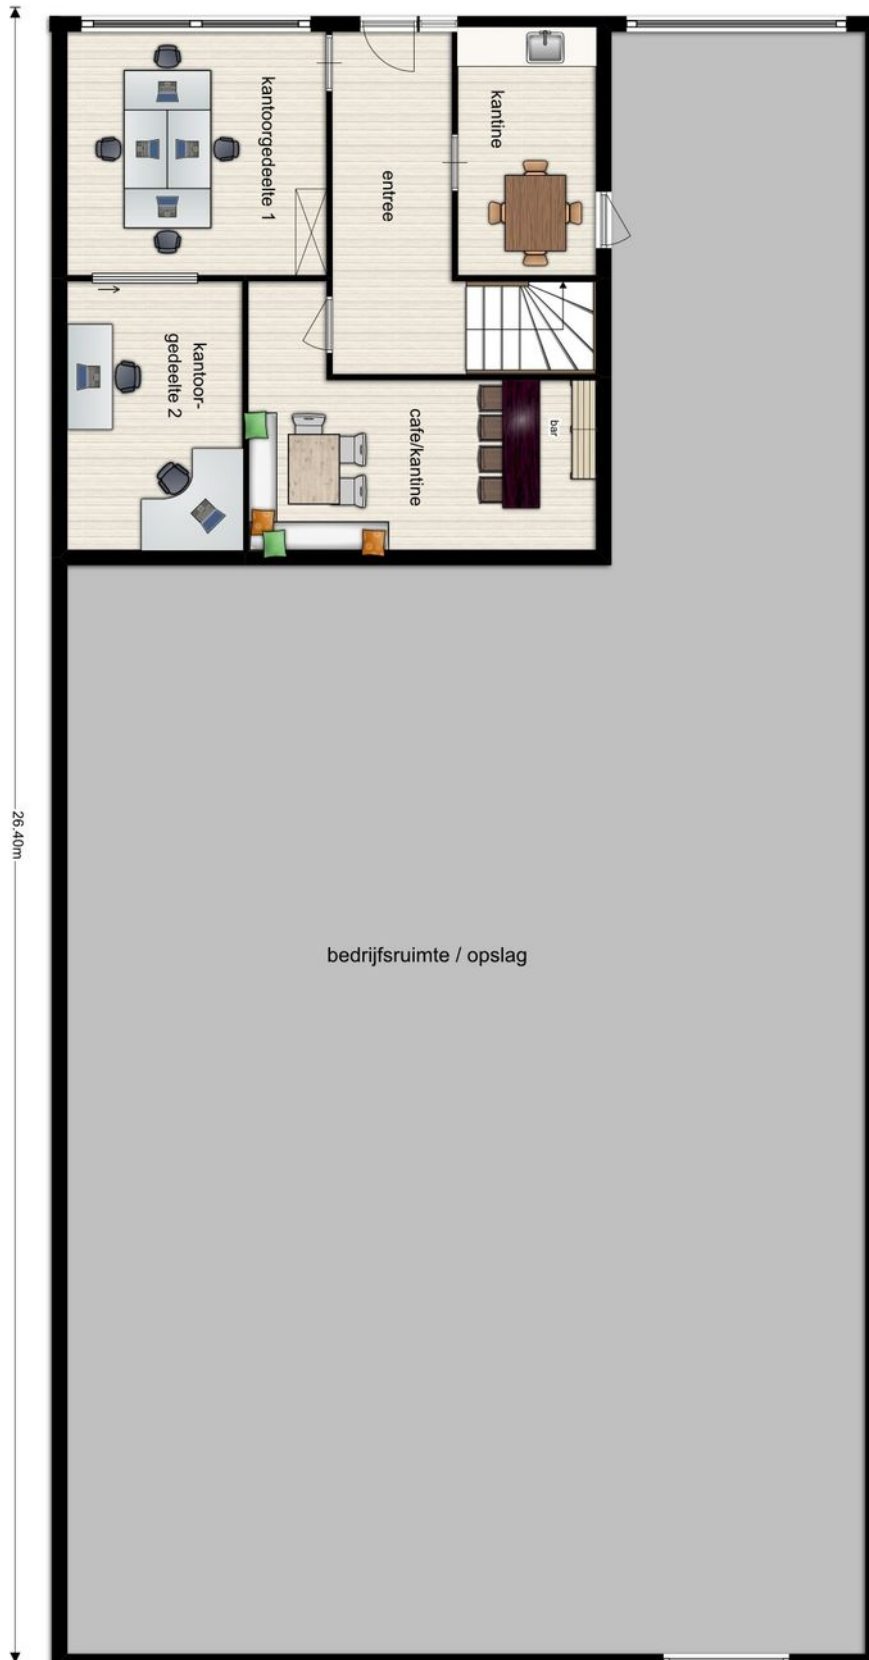 kantoorgedeelte 1
entree
kantine
kantoor-
gedeelte 2
cafe/kantine
bar
26.40m
bedrijfsruimte / opslag